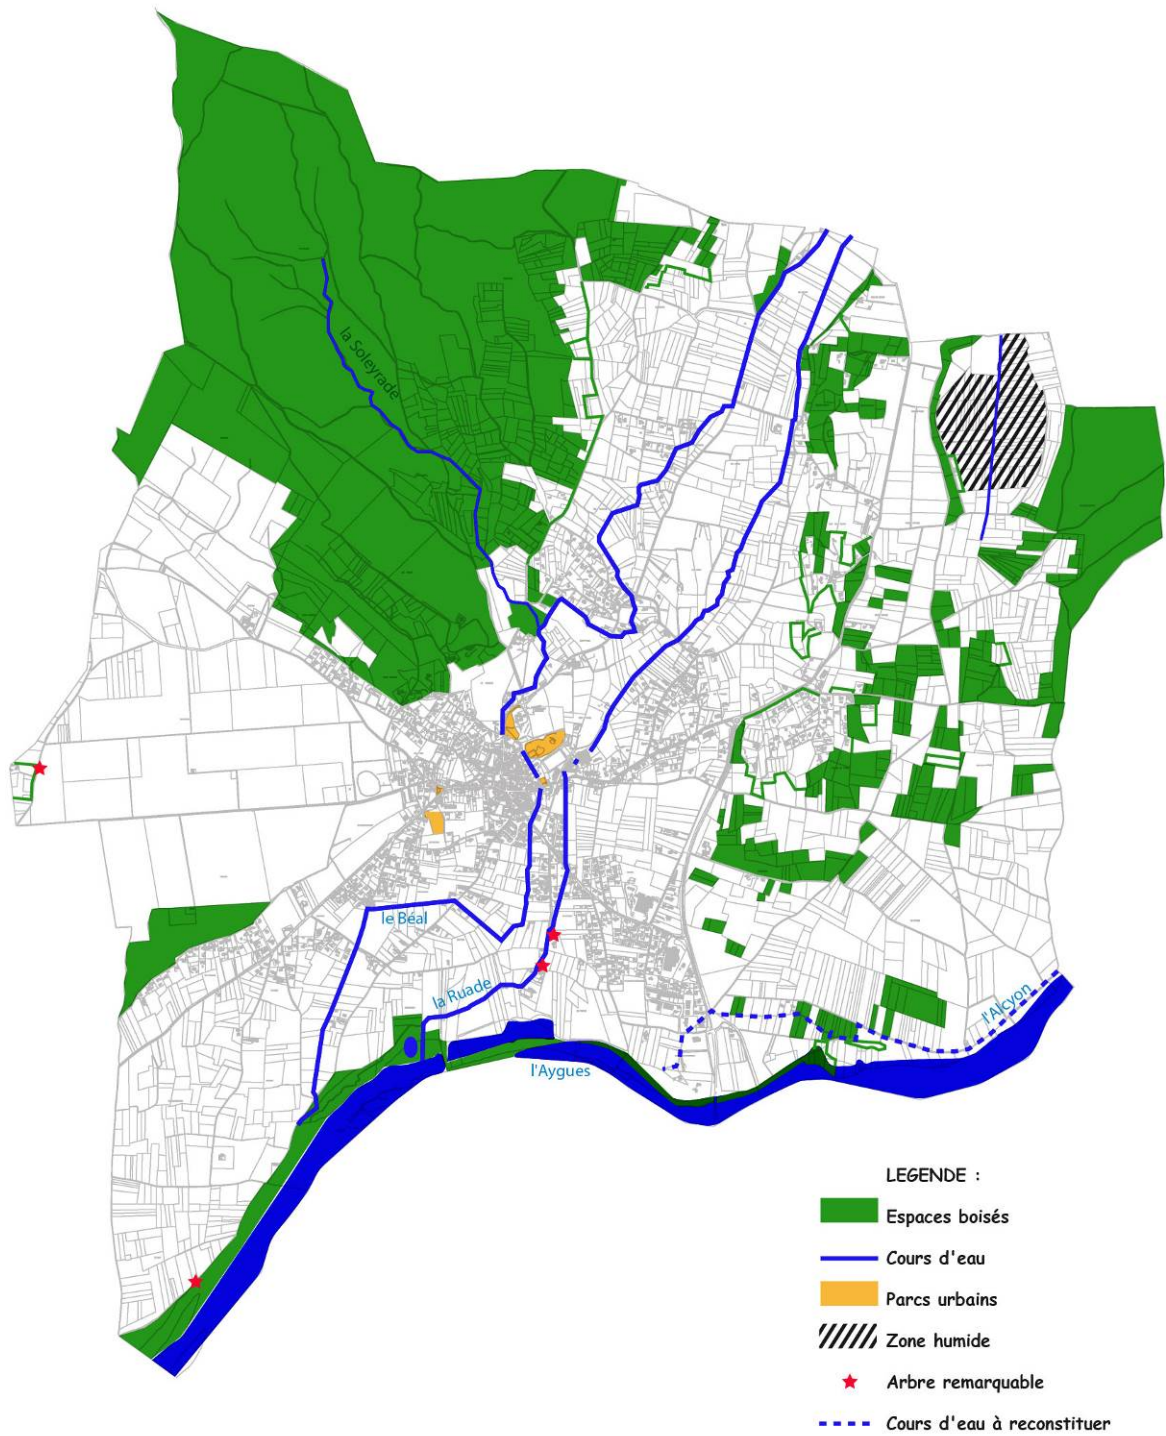 la Soleyrade
le Béal
la Ruade
l'Alcyon
l'Aygues
LEGENDE :
Espaces boisés
Cours d'eau
Parcs urbains
Zone humide
Arbre remarquable
Cours d'eau à reconstituer